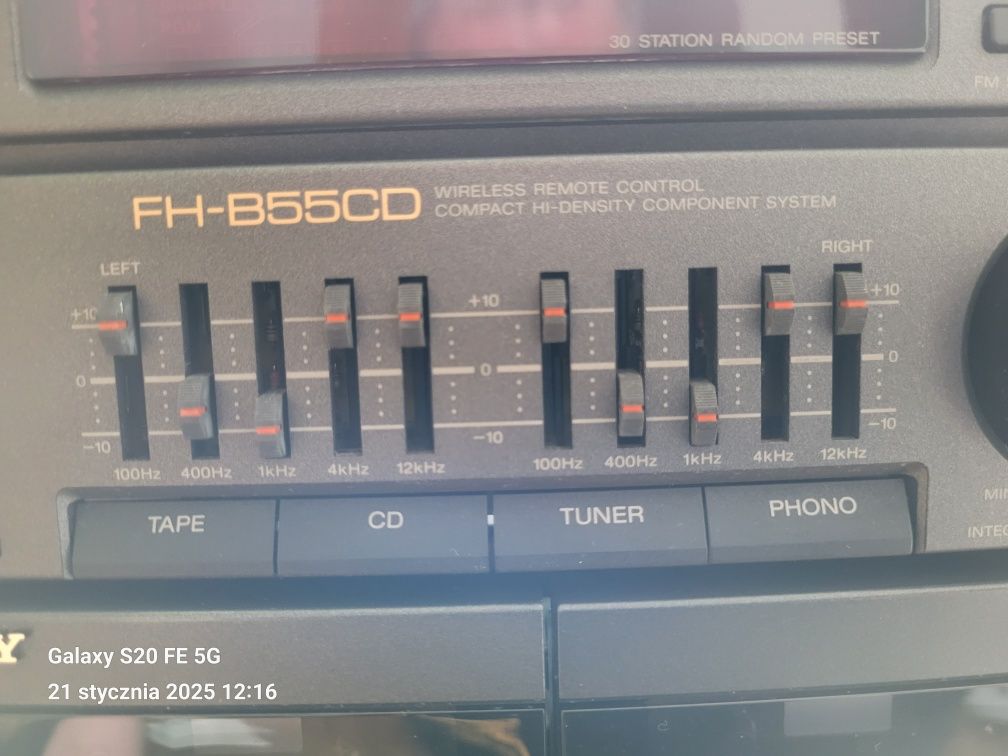 30 STATION RANDOM PRESET
FM
FH-B55CD
WIRELESS REMOTE CONTROL
COMPACT HI-DENSITY COMPONENT SYSTEM
LEFT
RIGHT
+10
+10
+10
0
0
0
-10
-10
-10
100Hz 400Hz 1kHz 4kHz 12kHz
100Hz 400Hz 1kHz 4kHz 12kHz
TAPE
CD
TUNER
PHONO
Y
Galaxy S20 FE 5G
21 stycznia 2025 12:16